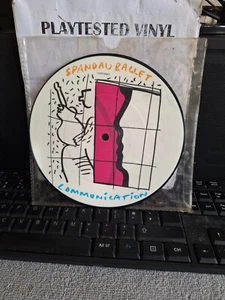 PLAYTESTED VINYL
SPANDAU BALLET
COMMUNICATION